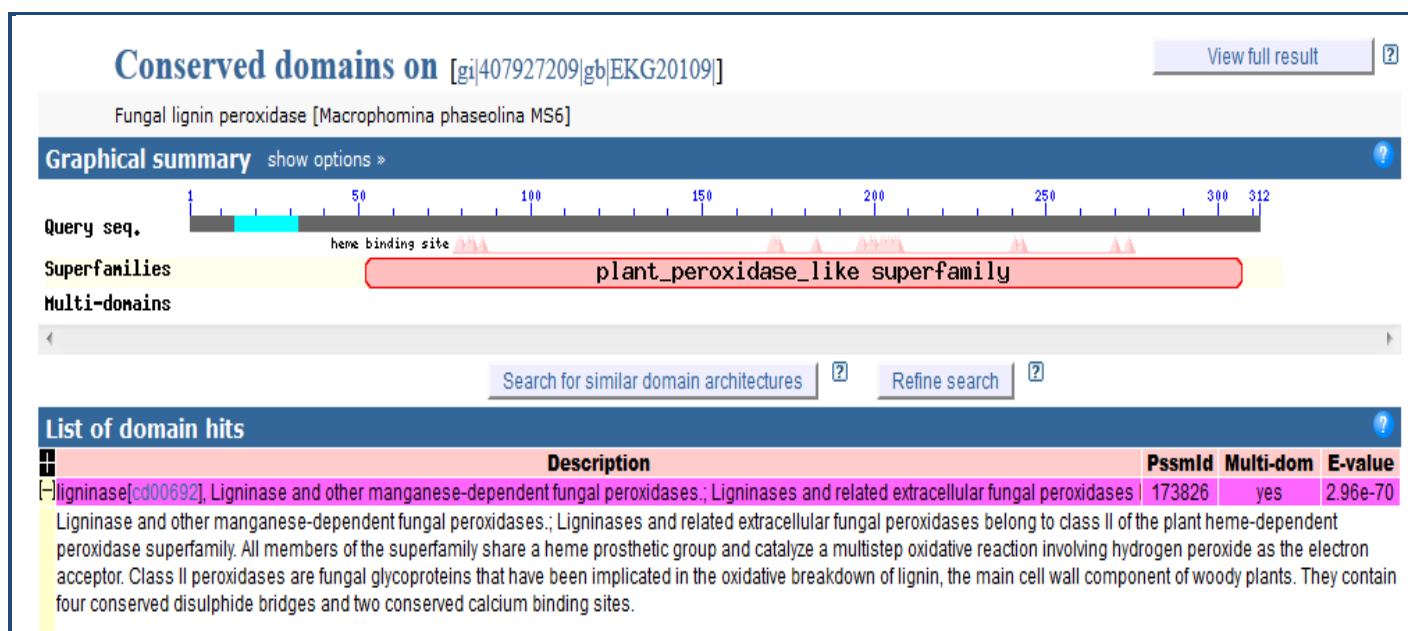 Conserved domains on [gi|407927209|gb|EKG20109|]
View full result ?
Fungal lignin peroxidase [Macrophomina phaseolina MS6]
Graphical summary show options » ?
1 50 100 150 200 250 300 312
Query seq.
heme binding site
Superfamilies plant_peroxidase_like superfamily
Multi-domains
Search for similar domain architectures ? Refine search ?
List of domain hits ?
Description PssmId Multi-dom E-value
ligninase[cd00692], Ligninase and other manganese-dependent fungal peroxidases.; Ligninases and related extracellular fungal peroxidases 173826 yes 2.96e-70
Ligninase and other manganese-dependent fungal peroxidases.; Ligninases and related extracellular fungal peroxidases belong to class II of the plant heme-dependent
peroxidase superfamily. All members of the superfamily share a heme prosthetic group and catalyze a multistep oxidative reaction involving hydrogen peroxide as the electron
acceptor. Class II peroxidases are fungal glycoproteins that have been implicated in the oxidative breakdown of lignin, the main cell wall component of woody plants. They contain
four conserved disulphide bridges and two conserved calcium binding sites.